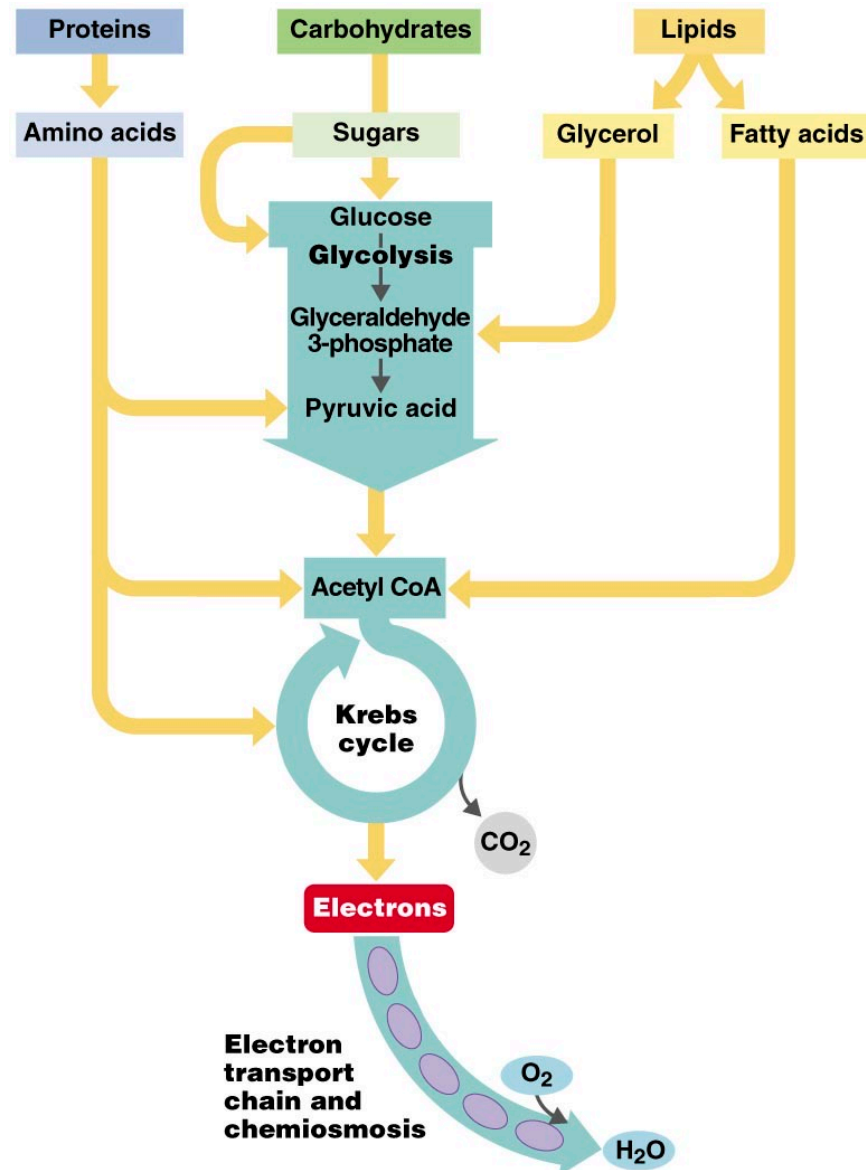 Proteins
Carbohydrates
Lipids
Amino acids
Sugars
Glycerol
Fatty acids
Glucose
Glycolysis
Glyceraldehyde
3-phosphate
Pyruvic acid
Acetyl CoA
Krebs
cycle
CO₂
Electrons
Electron
transport
chain and
chemiosmosis
O₂
H₂O